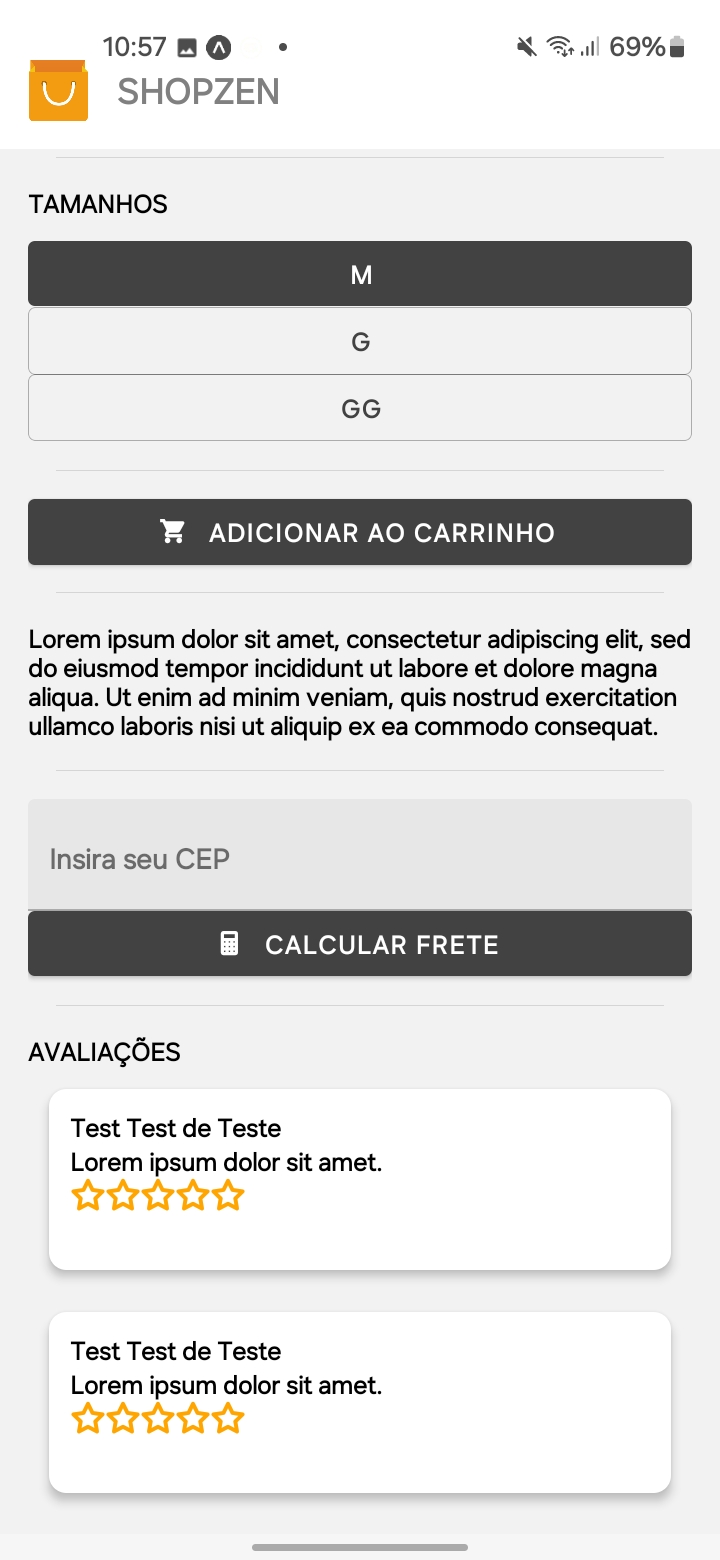 10:57
69%
SHOPZEN
TAMANHOS
M
G
GG
ADICIONAR AO CARRINHO
Lorem ipsum dolor sit amet, consectetur adipiscing elit, sed
do eiusmod tempor incididunt ut labore et dolore magna
aliqua. Ut enim ad minim veniam, quis nostrud exercitation
ullamco laboris nisi ut aliquip ex ea commodo consequat.
Insira seu CEP
CALCULAR FRETE
AVALIAÇÕES
Test Test de Teste
Lorem ipsum dolor sit amet.
Test Test de Teste
Lorem ipsum dolor sit amet.